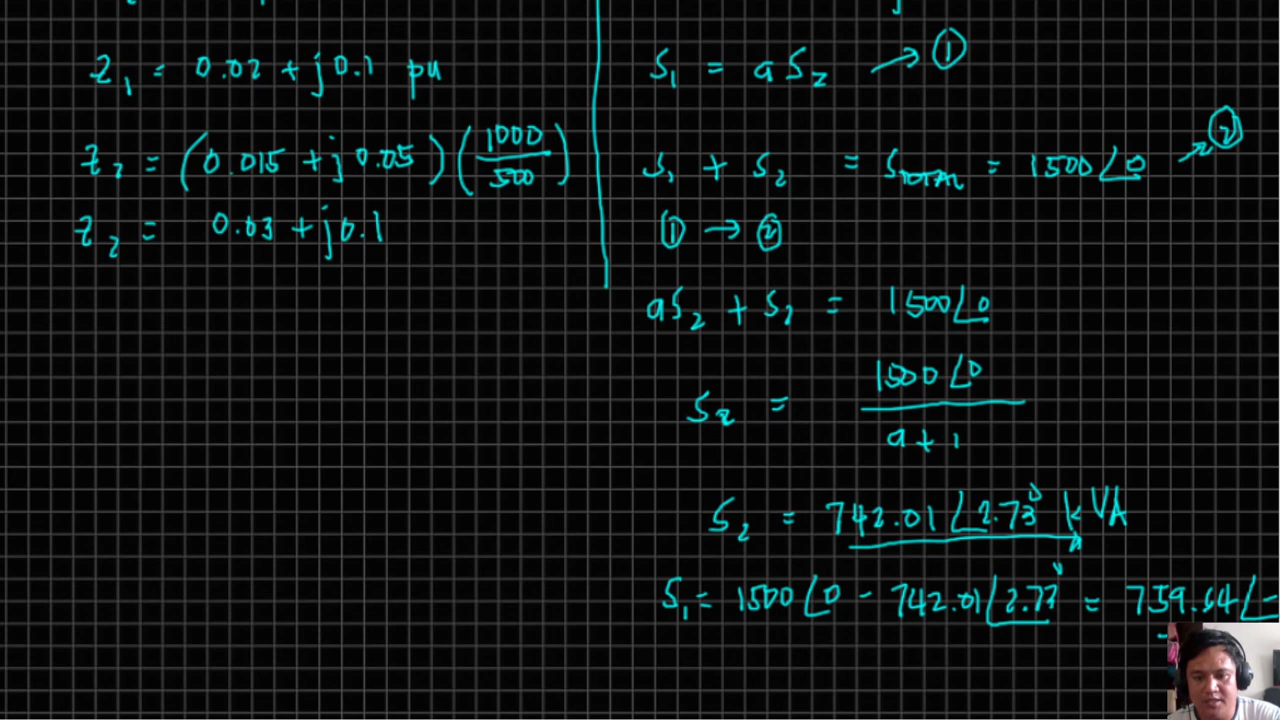 Z₁ = 0.02 + j0.1 pu
Z₂ = (0.015 + j0.05)(1000/500)
Z₂ = 0.03 + j0.1
S₁ = aS₂ → ①
S₁ + S₂ = STOTAL = 1500∠0 → ②
① → ②
aS₂ + S₂ = 1500∠0
S₂ = 1500∠0 / a + 1
S₂ = 742.01∠2.73° kVA
S₁ = 1500∠0 - 742.01∠2.73° = 759.64∠-